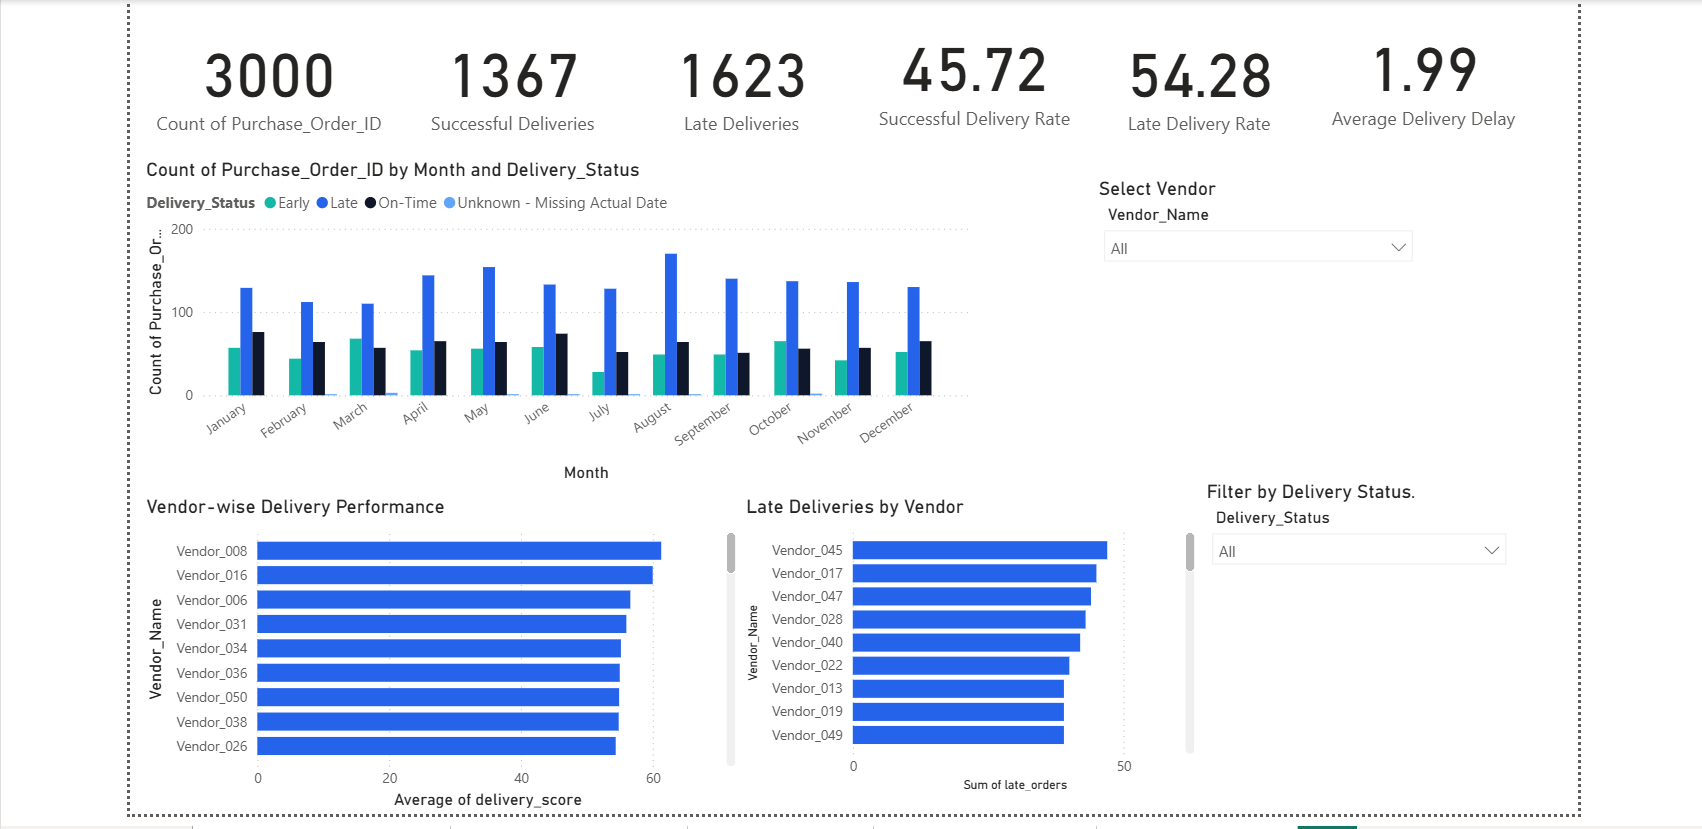 3000
Count of Purchase_Order_ID
1367
Successful Deliveries
1623
Late Deliveries
45.72
Successful Delivery Rate
54.28
Late Delivery Rate
1.99
Average Delivery Delay
Count of Purchase_Order_ID by Month and Delivery_Status
Delivery_Status Early Late On-Time Unknown - Missing Actual Date
Count of Purchase_Or...
200
100
0
January
February
March
April
May
June
July
August
September
October
November
December
Month
Select Vendor
Vendor_Name
All
Vendor-wise Delivery Performance
Vendor_Name
Vendor_008
Vendor_016
Vendor_006
Vendor_031
Vendor_034
Vendor_036
Vendor_050
Vendor_038
Vendor_026
0 20 40 60
Average of delivery_score
Late Deliveries by Vendor
Vendor_Name
Vendor_045
Vendor_017
Vendor_047
Vendor_028
Vendor_040
Vendor_022
Vendor_013
Vendor_019
Vendor_049
0 50
Sum of late_orders
Filter by Delivery Status.
Delivery_Status
All